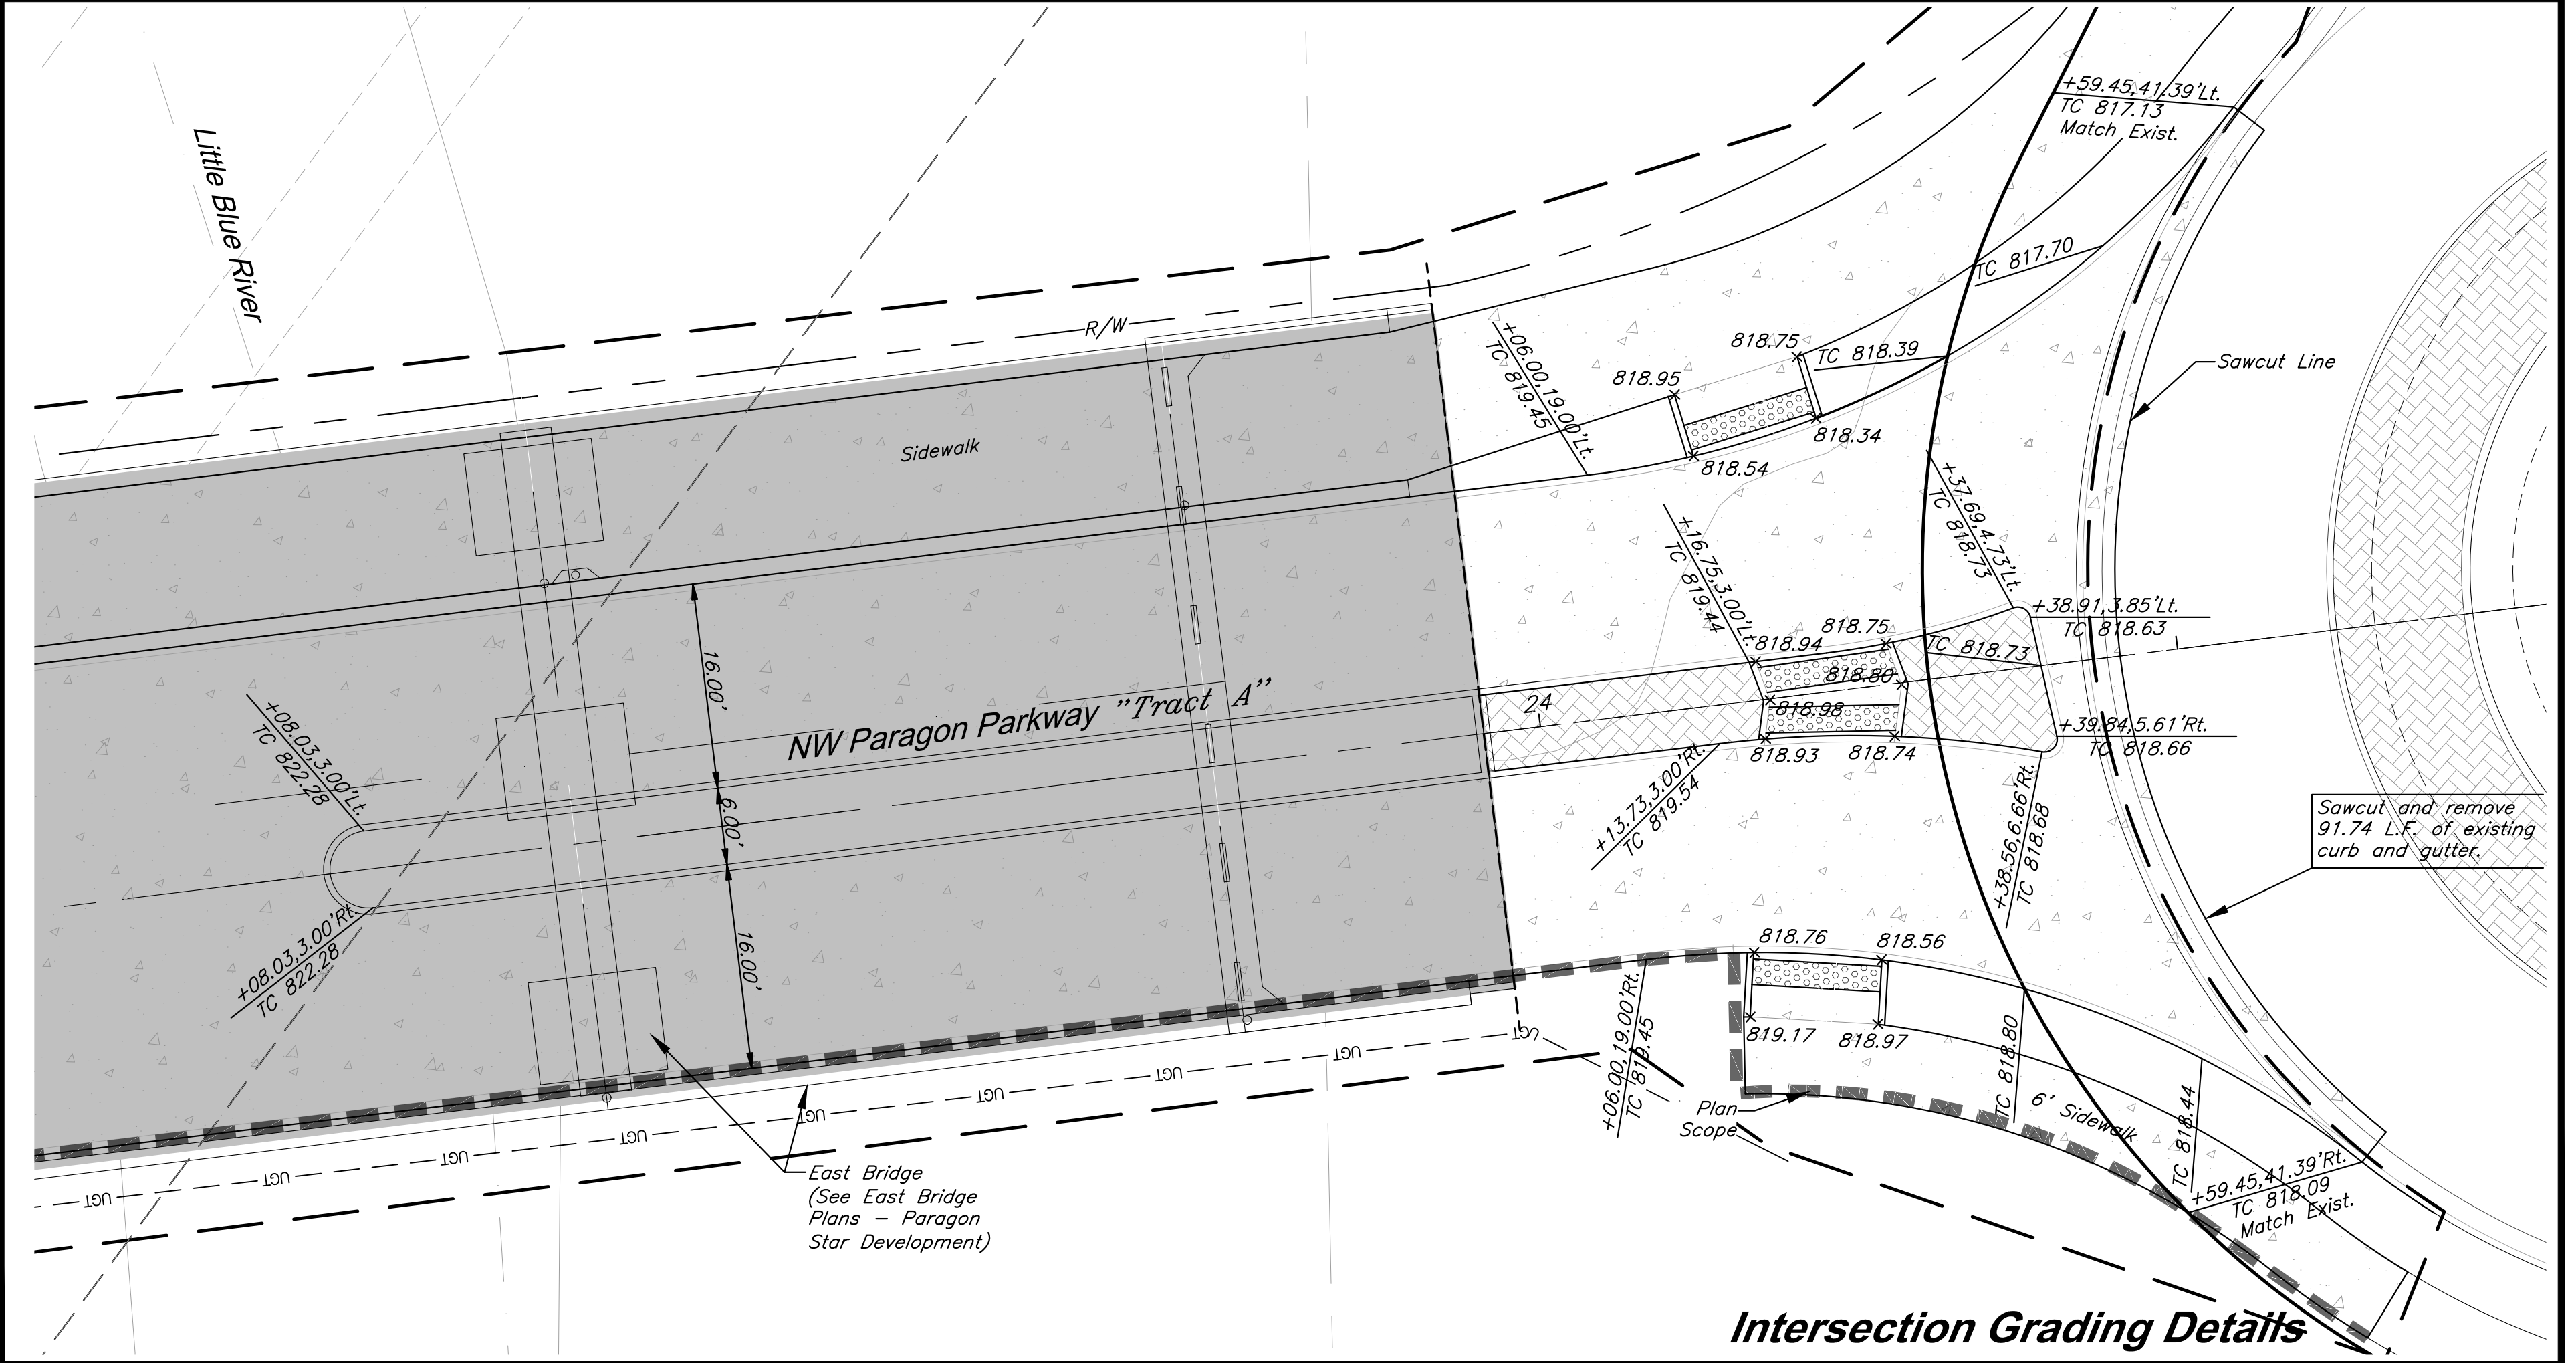 Little Blue River
+59.45,41.39'Lt.
TC 817.13
Match Exist.
TC 817.70
R/W
Sawcut Line
+06.00,19.00'Lt.
TC 819.45
818.75
TC 818.39
818.95
818.34
818.54
Sidewalk
+37.69,4.73'Lt.
TC 818.73
+16.75,3.00'Lt.
TC 819.44
+38.91,3.85'Lt.
TC 818.63
818.75
818.94
TC 818.73
818.80
818.98
16.00'
NW Paragon Parkway "Tract A"
24
+39.84,5.61'Rt.
TC 818.66
818.93
818.74
+08.03,3.00'Lt.
TC 822.28
6.00'
+13.73,3.00'Rt.
TC 819.54
+38.56,6.66'Rt.
TC 818.68
Sawcut and remove
91.74 L.F. of existing
curb and gutter.
+08.03,3.00'Rt.
TC 822.28
16.00'
818.76
818.56
819.17
818.97
+06.00,19.00'Rt.
TC 819.45
TC 818.80
Plan
Scope
6' Sidewalk
TC 818.44
+59.45,41.39'Rt.
TC 818.09
Match Exist.
UGT
UGT
UGT
UGT
UGT
UGT
UGT
UGT
East Bridge
(See East Bridge
Plans - Paragon
Star Development)
Intersection Grading Details